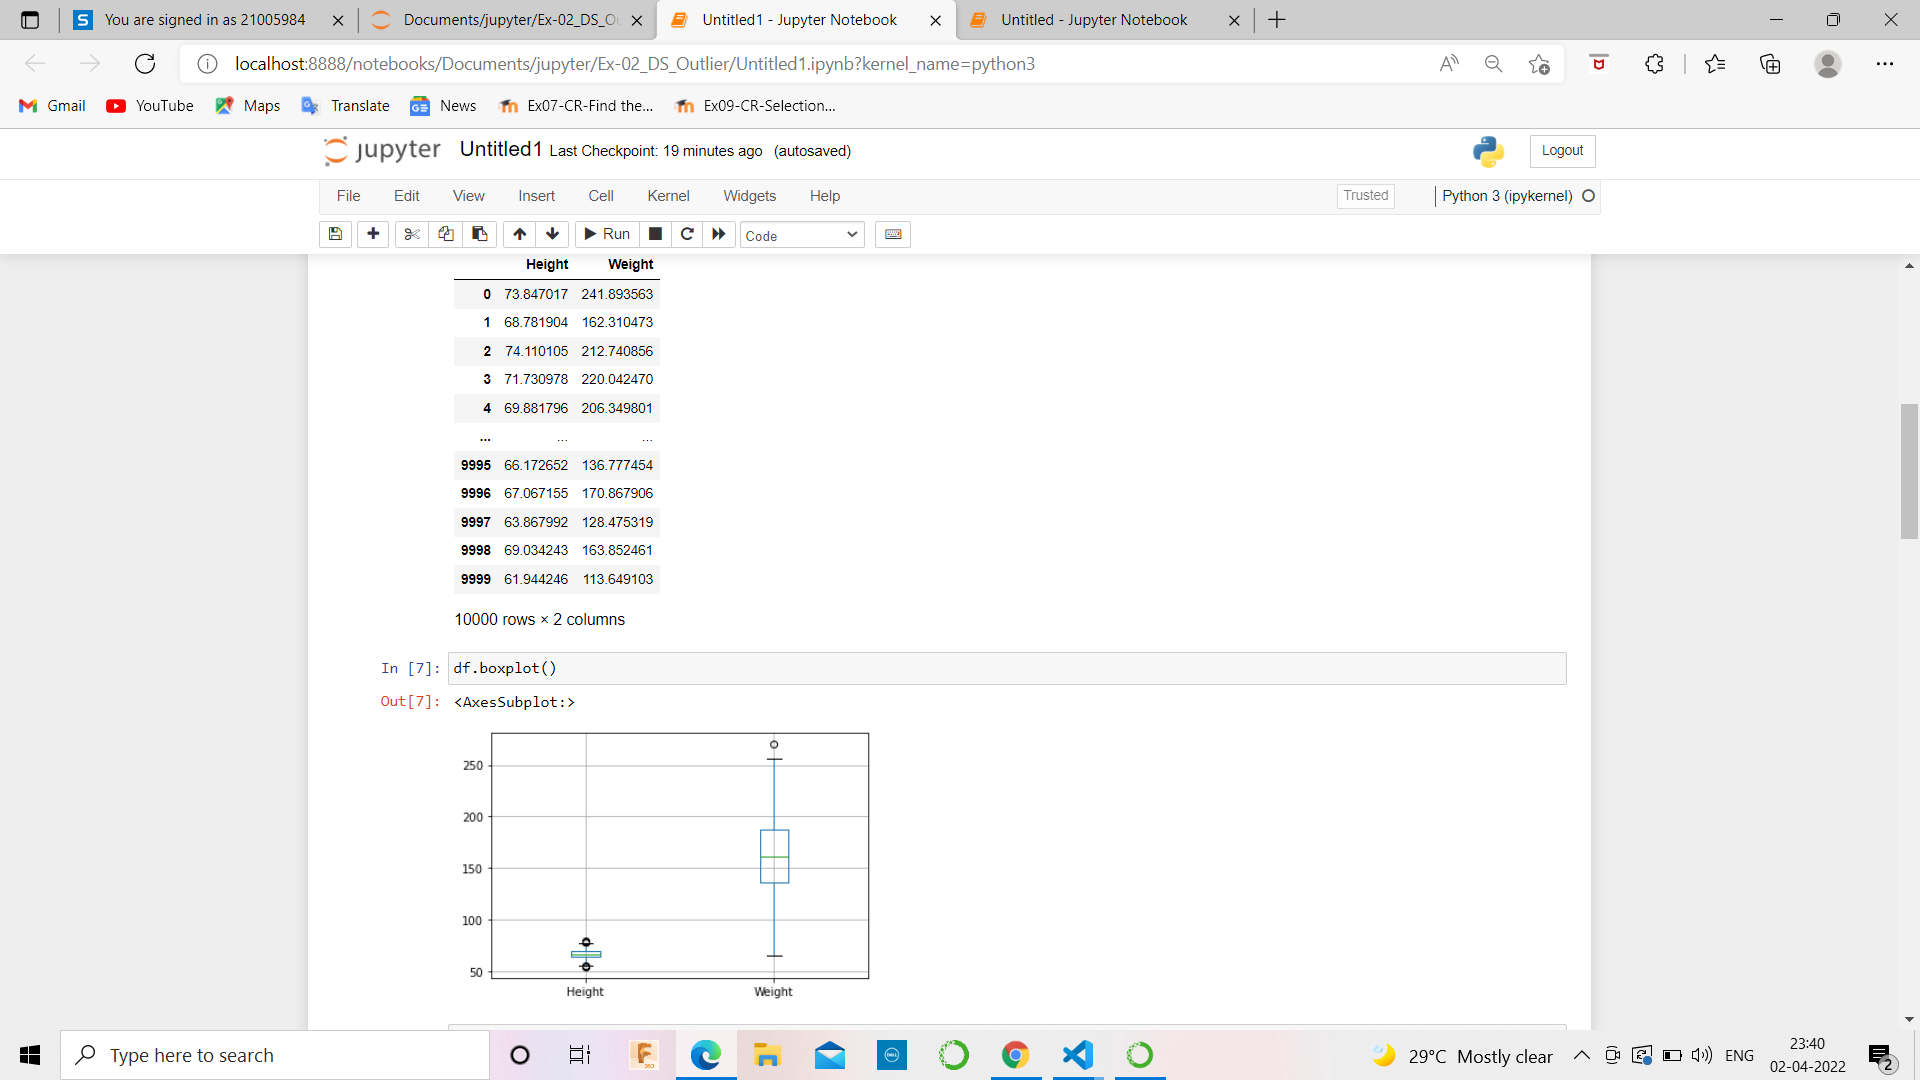 You are signed in as 21005984
Documents/jupyter/Ex-02_DS_Ou
Untitled1 - Jupyter Notebook
Untitled - Jupyter Notebook
localhost:8888/notebooks/Documents/jupyter/Ex-02_DS_Outlier/Untitled1.ipynb?kernel_name=python3
Gmail YouTube Maps Translate News Ex07-CR-Find the... Ex09-CR-Selection...
jupyter Untitled1 Last Checkpoint: 19 minutes ago (autosaved) Logout
File Edit View Insert Cell Kernel Widgets Help Trusted Python 3 (ipykernel)
Run Code
Height Weight
0 73.847017 241.893563
1 68.781904 162.310473
2 74.110105 212.740856
3 71.730978 220.042470
4 69.881796 206.349801
... ... ...
9995 66.172652 136.777454
9996 67.067155 170.867906
9997 63.867992 128.475319
9998 69.034243 163.852461
9999 61.944246 113.649103
10000 rows × 2 columns
In [7]: df.boxplot()
Out[7]: <AxesSubplot:>
250
200
150
100
50
Height Weight
Type here to search
29°C Mostly clear
ENG
23:40
02-04-2022
2